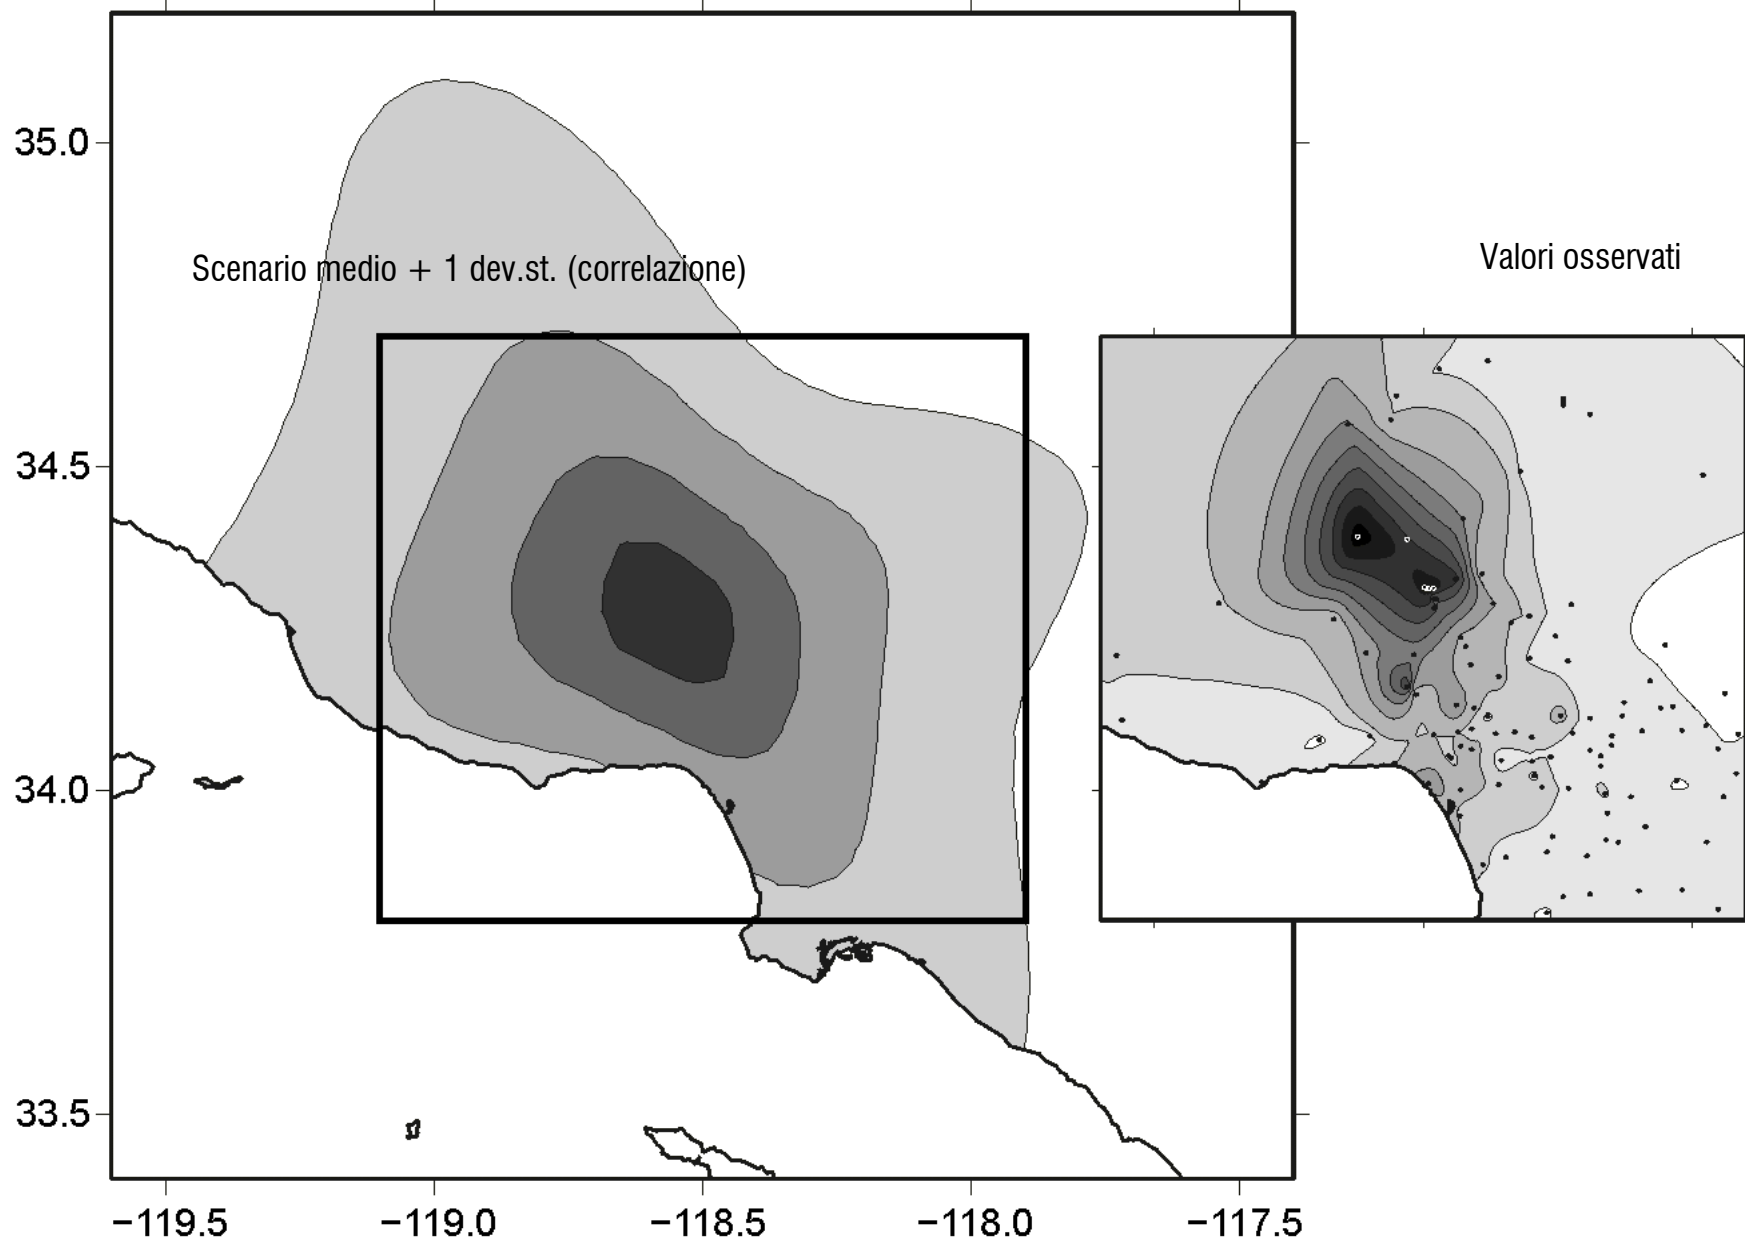 35.0
Valori osservati
Scenario medio + 1 dev.st. (correlazione)
34.5
34.0
33.5
−119.5 −119.0 −118.5 −118.0 −117.5